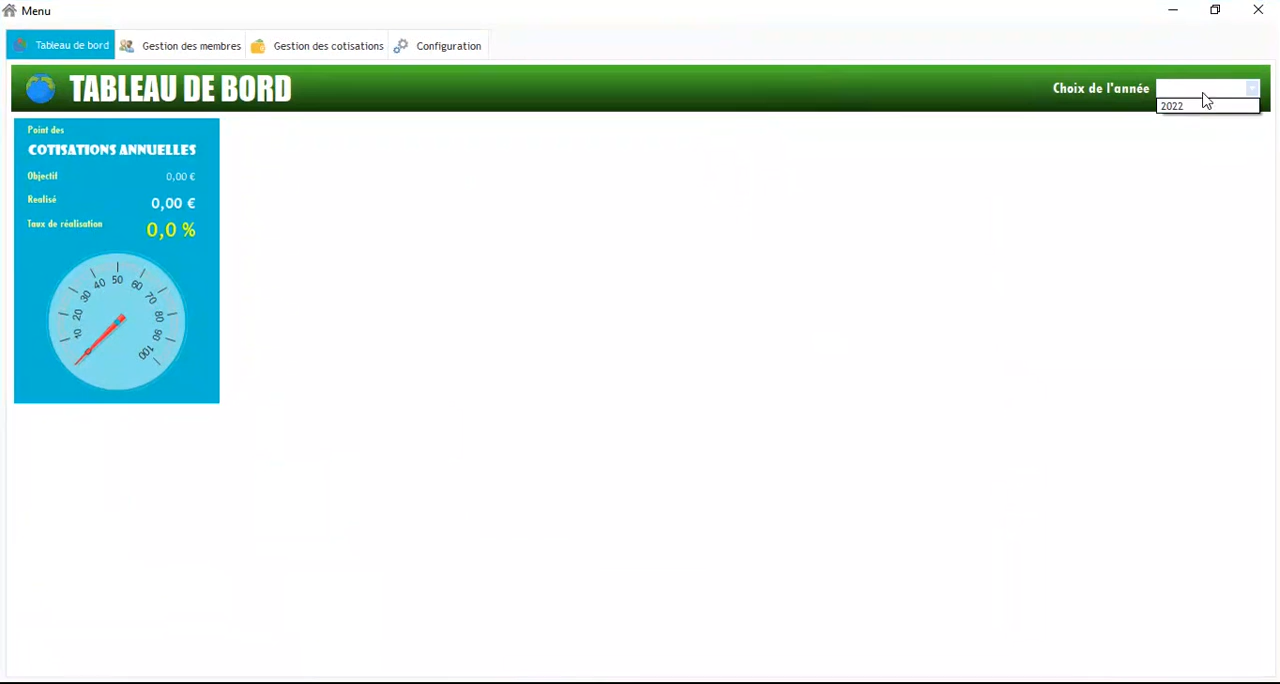 Menu
Tableau de bord
Gestion des membres
Gestion des cotisations
Configuration
TABLEAU DE BORD
Choix de l'année
2022
Point des
COTISATIONS ANNUELLES
Objectif 0,00 €
Realisé 0,00 €
Taux de réalisation 0,0 %
10 20 30 40 50 60 70 80 90 100